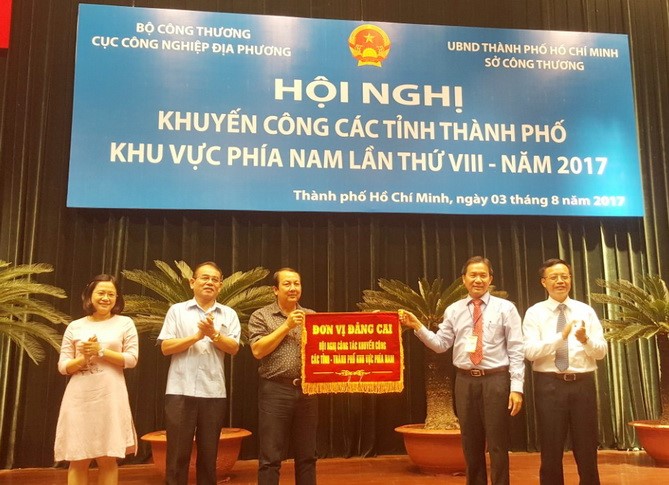 BỘ CÔNG THƯƠNG
CỤC CÔNG NGHIỆP ĐỊA PHƯƠNG
UBND THÀNH PHỐ HỒ CHÍ MINH
SỞ CÔNG THƯƠNG
HỘI NGHỊ
KHUYẾN CÔNG CÁC TỈNH THÀNH PHỐ
KHU VỰC PHÍA NAM LẦN THỨ VIII - NĂM 2017
Thành phố Hồ Chí Minh, ngày 03 tháng 8 năm 2017
ĐƠN VỊ ĐĂNG CAI
HỘI NGHỊ CÔNG TÁC KHUYẾN CÔNG
CÁC TỈNH - THÀNH PHỐ KHU VỰC PHÍA NAM